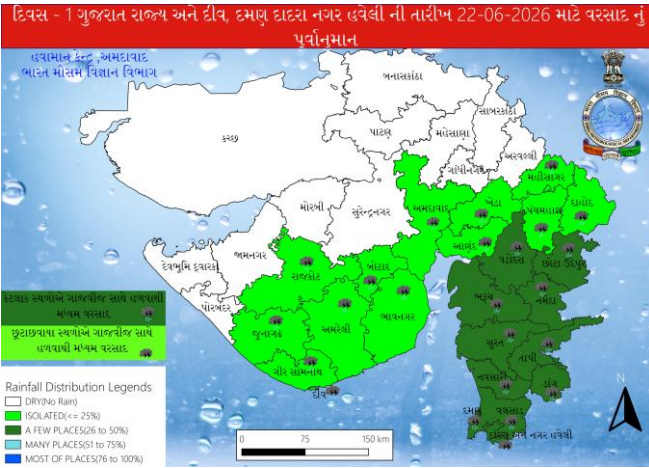 દિવસ - 1 ગુજરાત રાજ્ય અને દીવ, દમણ દાદરા નગર હવેલી ની તારીખ 22-06-2026 માટે વરસાદ નું
પૂર્વાનુમાન
હવામાન કેન્દ્ર ,અમદાવાદ
ભારત મૌસમ વિજ્ઞાન વિભાગ
બનાસકાંઠા
સાબરકાંઠા
પાટણ
મહેસાણા
કચ્છ
અરવલ્લી
ગાંધીનગર
મહીસાગર
મોરબી
સુરેન્દ્રનગર
અમદાવાદ
ખેડા
પંચમહાલ
દાહોદ
આણંદ
જામનગર
દેવભૂમિ દ્વારકા
રાજકોટ
બોટાદ
વડોદરા
છોટા ઉદેપુર
પોરબંદર
ભાવનગર
ભરૂચ
નર્મદા
જુનાગઢ
અમરેલી
સુરત
તાપી
ગીર સોમનાથ
દીવ
નવસારી
ડાંગ
દમણ
વલસાડ
દાદરા અને નગર હવેલી
કેટલાક સ્થળોએ ગાજવીજ સાથે હળવાથી
મધ્યમ વરસાદ
છૂટાછવાયા સ્થળોએ ગાજવીજ સાથે
હળવાથી મધ્યમ વરસાદ
Rainfall Distribution Legends
DRY(No Rain)
ISOLATED(<= 25%)
A FEW PLACES(26 to 50%)
MANY PLACES(51 to 75%)
MOST OF PLACES(76 to 100%)
0 75 150 km
N